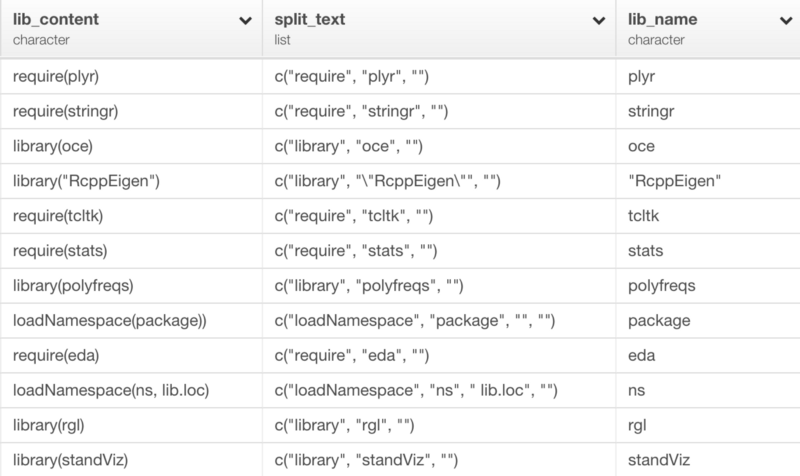 lib_content split_text lib_name
character list character
require(plyr) c("require", "plyr", "") plyr
require(stringr) c("require", "stringr", "") stringr
library(oce) c("library", "oce", "") oce
library("RcppEigen") c("library", "\"RcppEigen\"", "") "RcppEigen"
require(tcltk) c("require", "tcltk", "") tcltk
require(stats) c("require", "stats", "") stats
library(polyfreqs) c("library", "polyfreqs", "") polyfreqs
loadNamespace(package)) c("loadNamespace", "package", "", "") package
require(eda) c("require", "eda", "") eda
loadNamespace(ns, lib.loc) c("loadNamespace", "ns", " lib.loc", "") ns
library(rgl) c("library", "rgl", "") rgl
library(standViz) c("library", "standViz", "") standViz